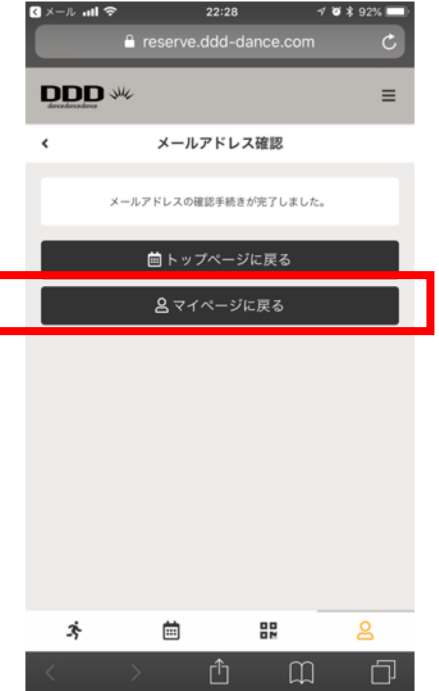 メール 22:28 92%
reserve.ddd-dance.com
DDD
dancedancedance
メールアドレス確認
メールアドレスの確認手続きが完了しました。
トップページに戻る
マイページに戻る